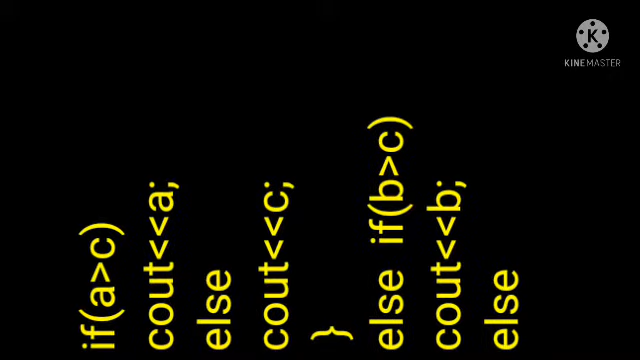 if(a>c)
cout<<a;
else
cout<<c;
}
else if(b>c)
cout<<b;
else
K
KINEMASTER